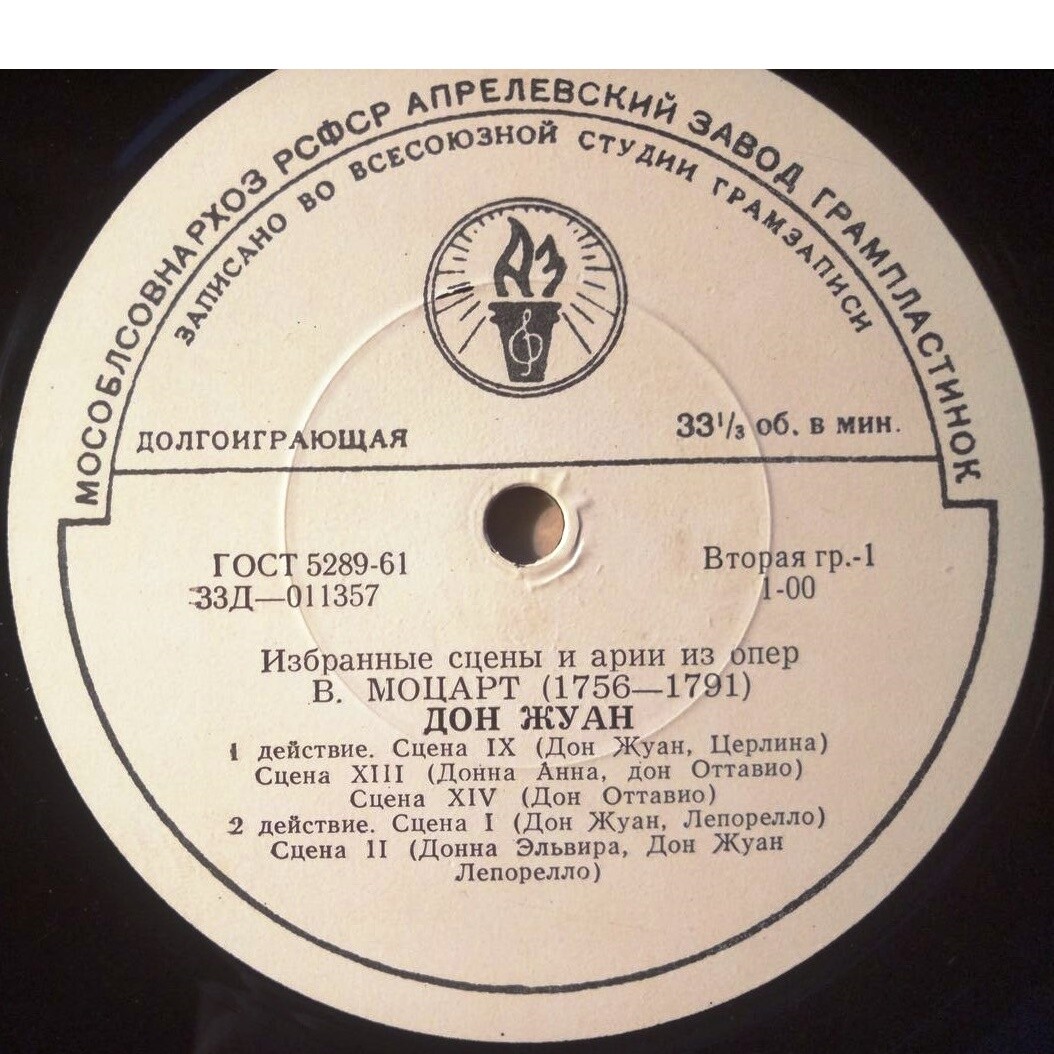 МОСОБЛСОВНАРХОЗ РСФСР АПРЕЛЕВСКИЙ ЗАВОД ГРАМПЛАСТИНОК
ЗАПИСАНО ВО ВСЕСОЮЗНОЙ СТУДИИ ГРАМЗАПИСИ
АЗ
ДОЛГОИГРАЮЩАЯ 33⅓ об. в мин.
ГОСТ 5289-61 Вторая гр.-1
33Д—011357 1-00
Избранные сцены и арии из опер
В. МОЦАРТ (1756—1791)
ДОН ЖУАН
1 действие. Сцена IX (Дон Жуан, Церлина)
Сцена XIII (Донна Анна, дон Оттавио)
Сцена XIV (Дон Оттавио)
2 действие. Сцена I (Дон Жуан, Лепорелло)
Сцена II (Донна Эльвира, Дон Жуан
Лепорелло)